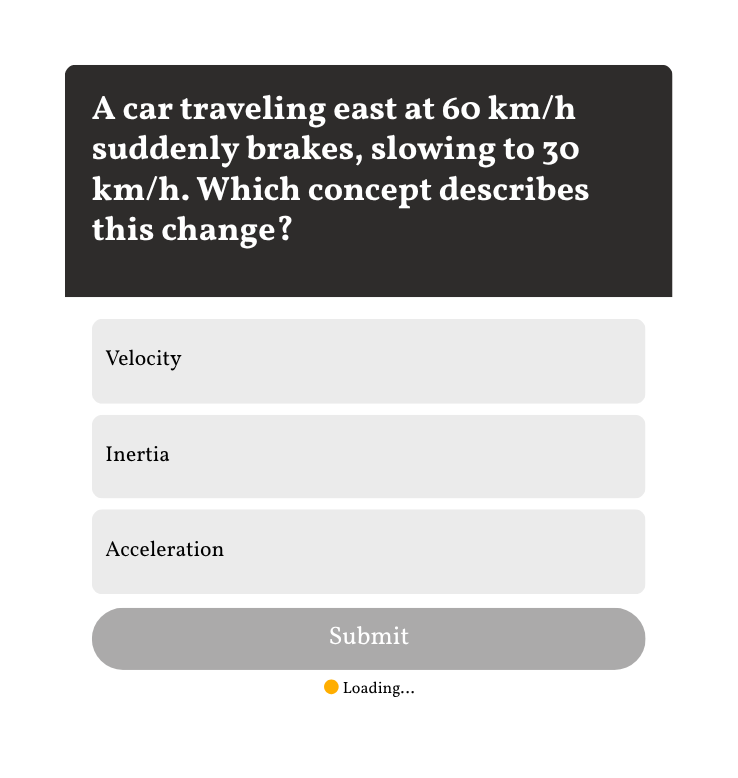 A car traveling east at 60 km/h
suddenly brakes, slowing to 30
km/h. Which concept describes
this change?
Velocity
Inertia
Acceleration
Submit
Loading...